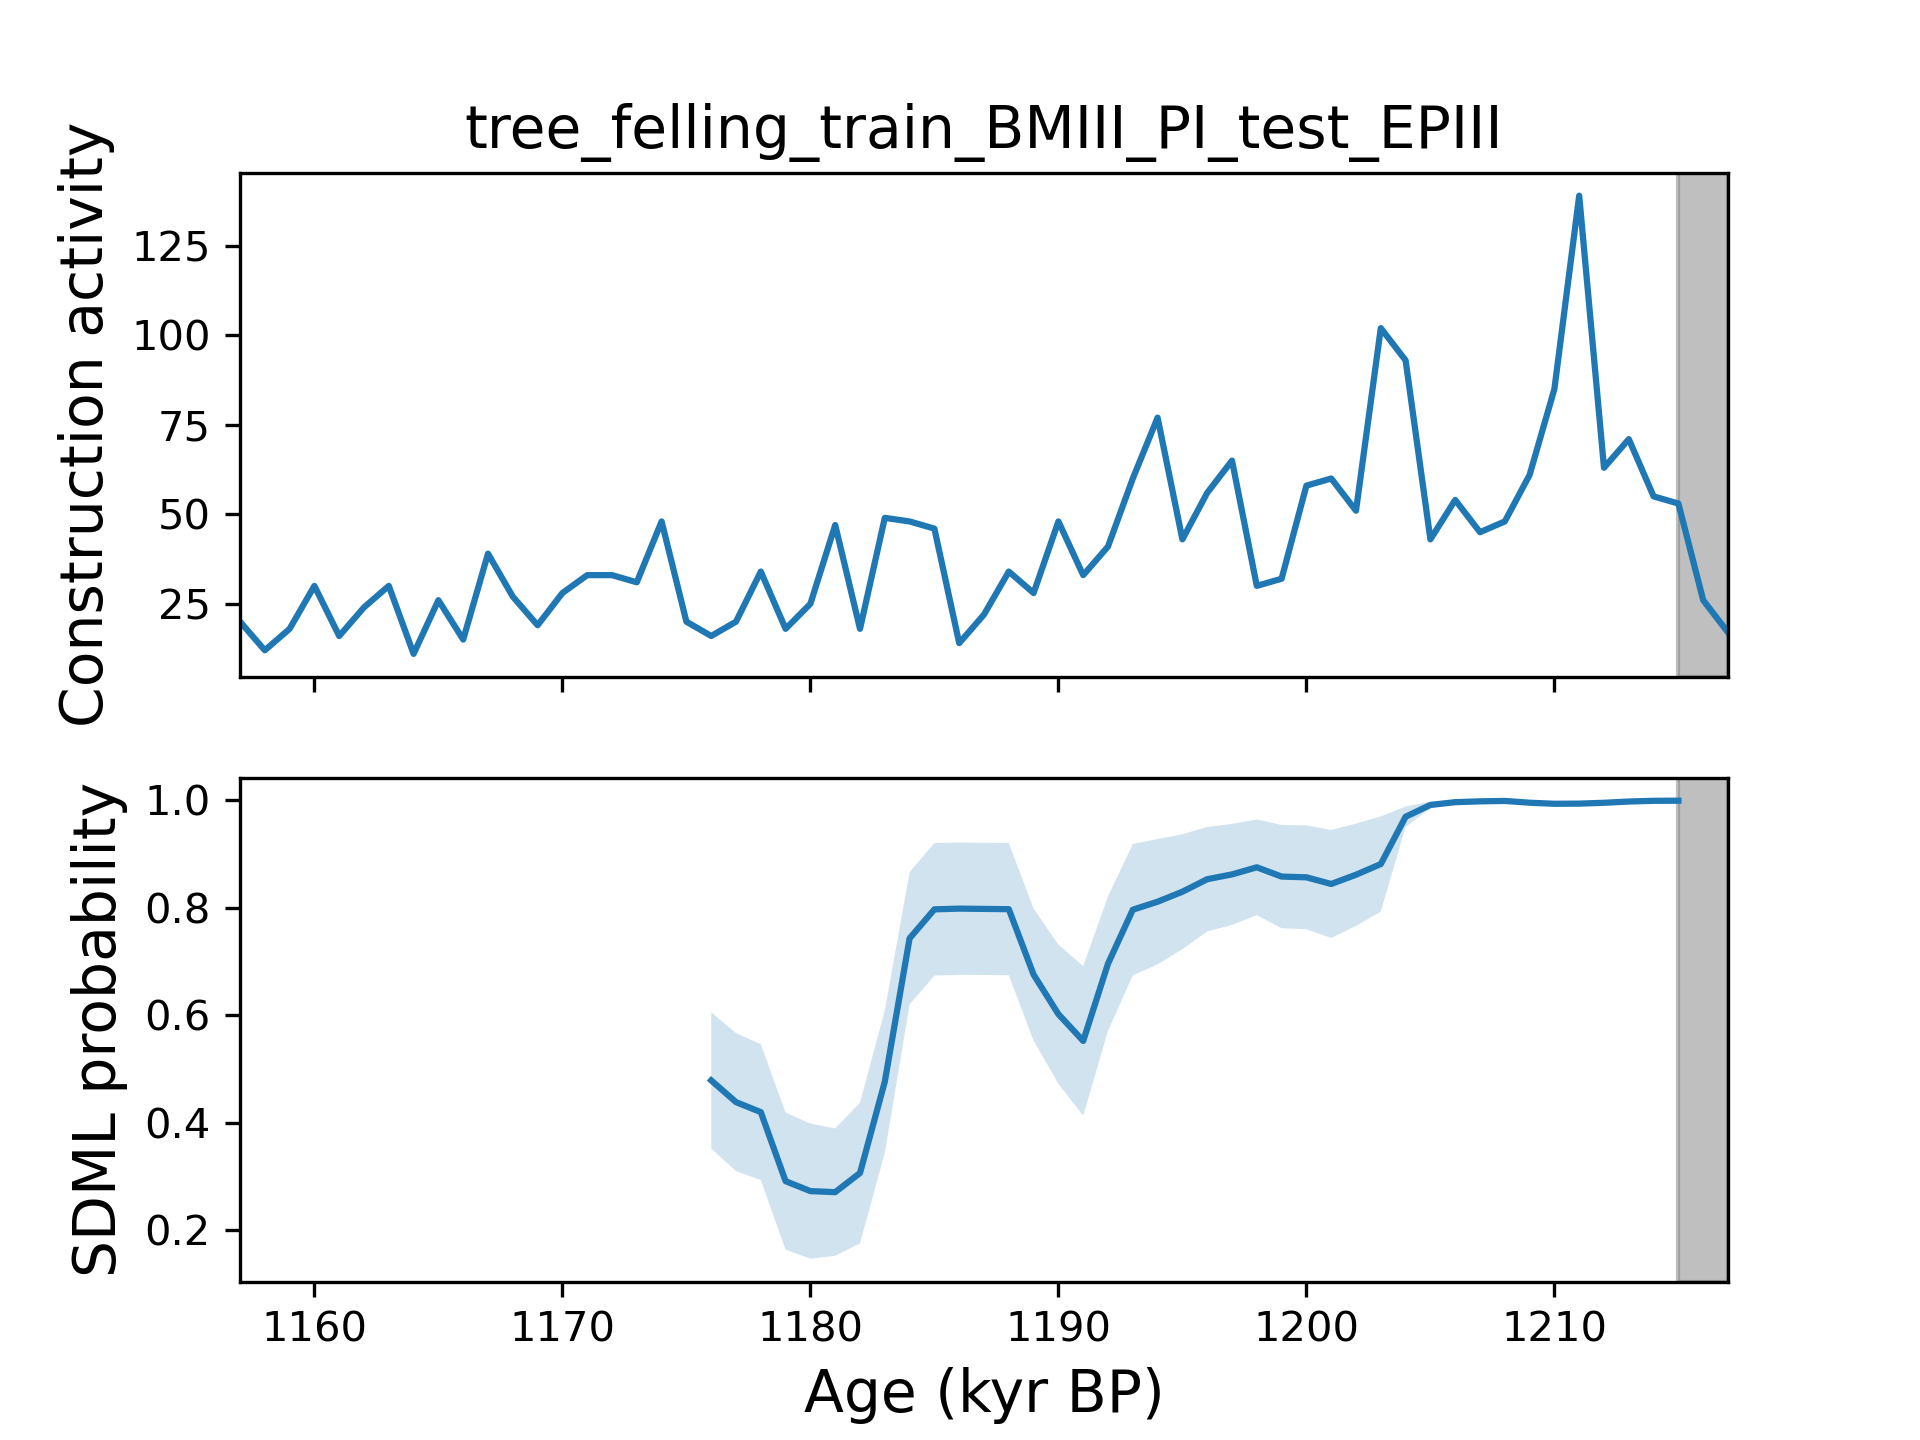 tree_felling_train_BMIII_PI_test_EPIII
Construction activity
125
100
75
50
25
SDML probability
1.0
0.8
0.6
0.4
0.2
1160 1170 1180 1190 1200 1210
Age (kyr BP)